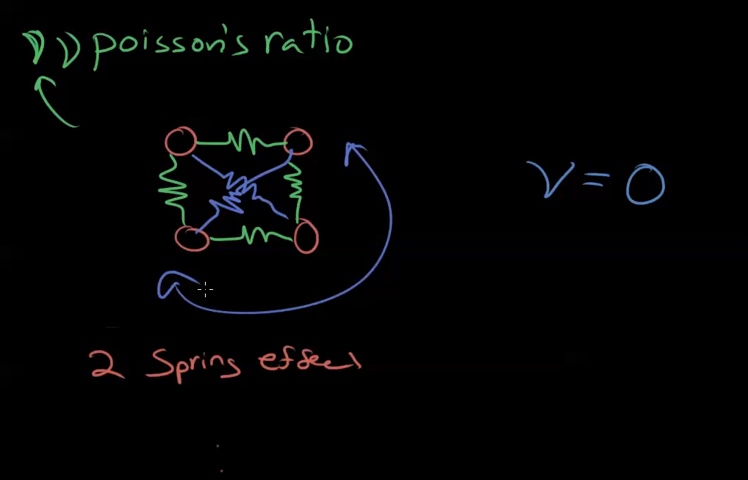 ν ν poisson's ratio
ν = 0
2 Spring effect